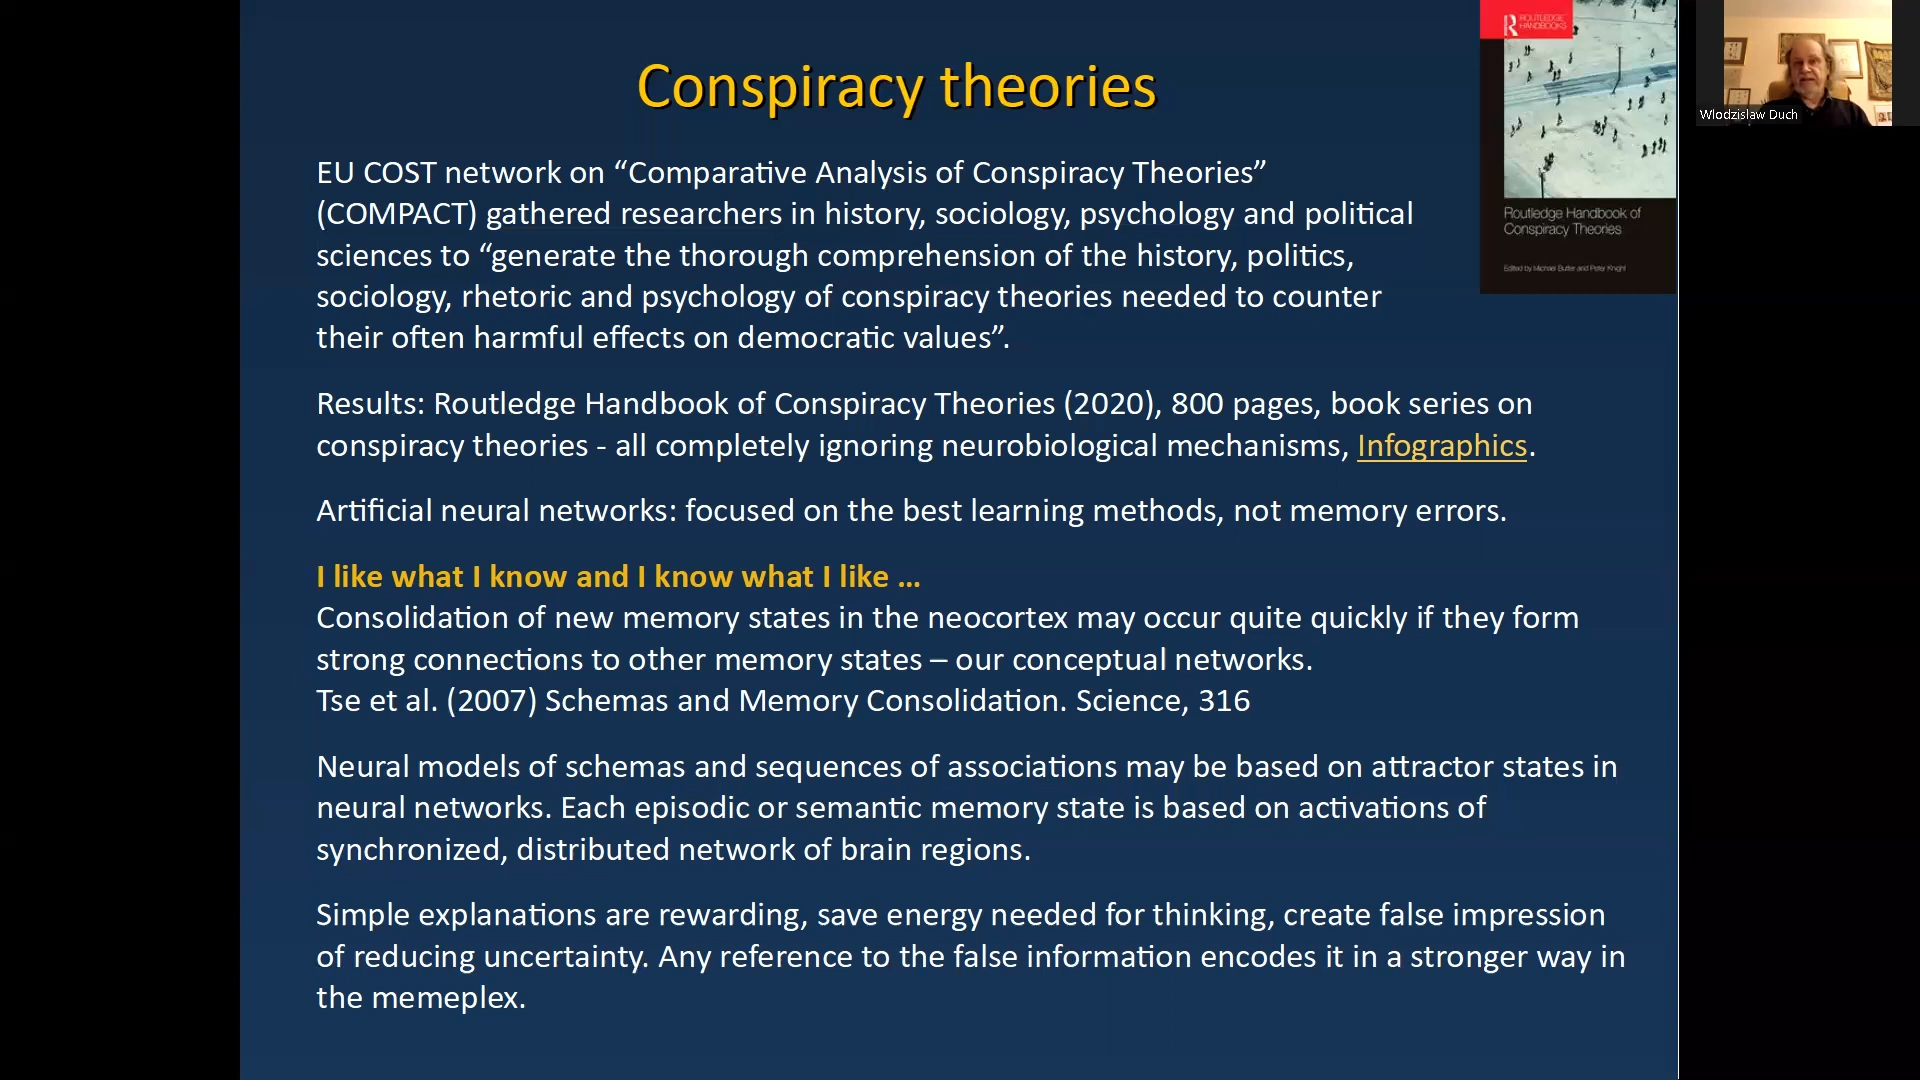 Conspiracy theories
EU COST network on “Comparative Analysis of Conspiracy Theories”
(COMPACT) gathered researchers in history, sociology, psychology and political
sciences to “generate the thorough comprehension of the history, politics,
sociology, rhetoric and psychology of conspiracy theories needed to counter
their often harmful effects on democratic values”.
Results: Routledge Handbook of Conspiracy Theories (2020), 800 pages, book series on
conspiracy theories - all completely ignoring neurobiological mechanisms, Infographics.
Artificial neural networks: focused on the best learning methods, not memory errors.
I like what I know and I know what I like …
Consolidation of new memory states in the neocortex may occur quite quickly if they form
strong connections to other memory states – our conceptual networks.
Tse et al. (2007) Schemas and Memory Consolidation. Science, 316
Neural models of schemas and sequences of associations may be based on attractor states in
neural networks. Each episodic or semantic memory state is based on activations of
synchronized, distributed network of brain regions.
Simple explanations are rewarding, save energy needed for thinking, create false impression
of reducing uncertainty. Any reference to the false information encodes it in a stronger way in
the memeplex.
R ROUTLEDGE
HANDBOOKS
Routledge Handbook of
Conspiracy Theories
Edited by Michael Butter and Peter Knight
Wlodzislaw Duch